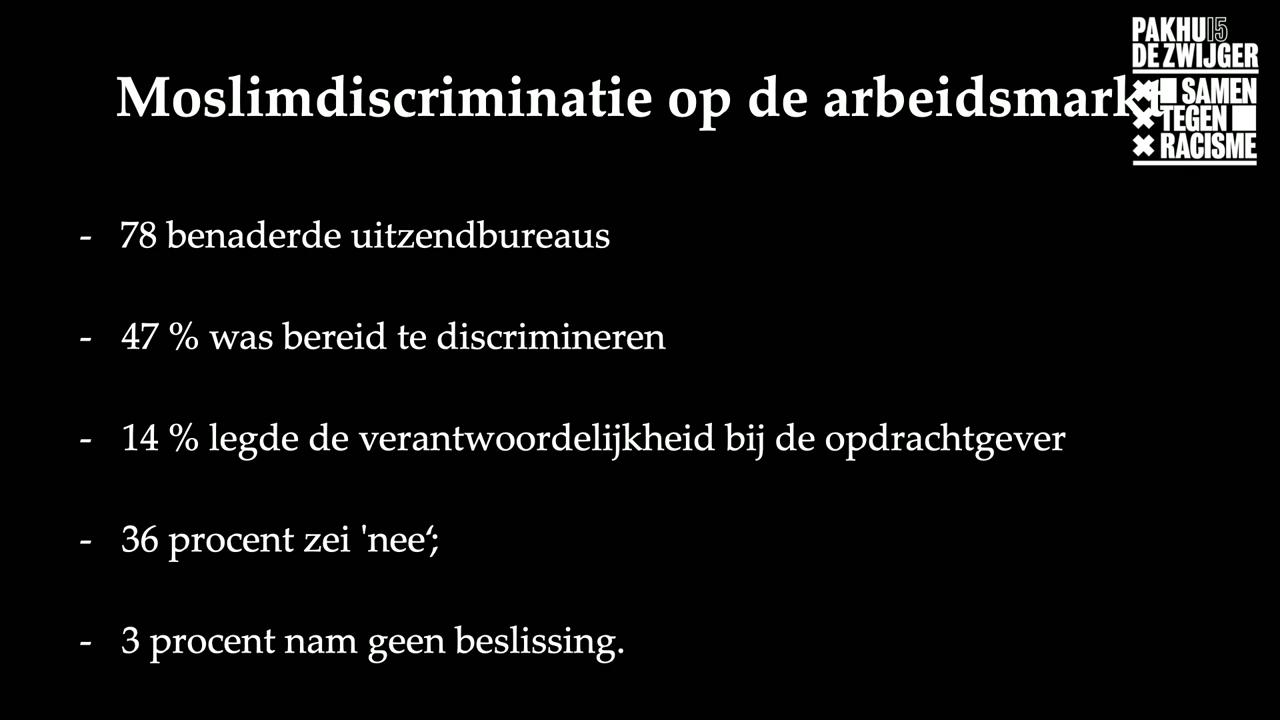 PAKHU15
DE ZWIJGER
Moslimdiscriminatie op de arbeidsmarkt
SAMEN
TEGEN
RACISME
- 78 benaderde uitzendbureaus
- 47 % was bereid te discrimineren
- 14 % legde de verantwoordelijkheid bij de opdrachtgever
- 36 procent zei 'nee‘;
- 3 procent nam geen beslissing.